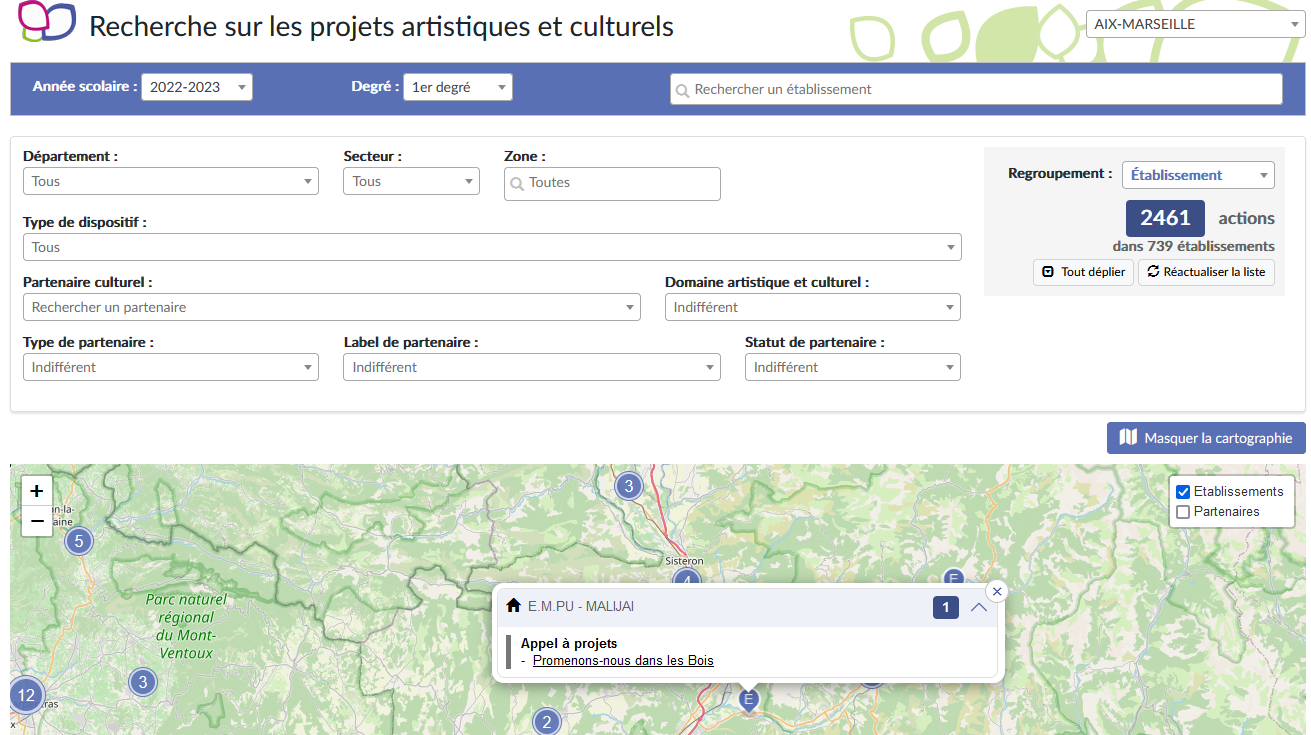 Recherche sur les projets artistiques et culturels
AIX-MARSEILLE
Année scolaire : 2022-2023
Degré : 1er degré
Rechercher un établissement
Département :
Tous
Secteur :
Tous
Zone :
Toutes
Regroupement : Établissement
2461 actions
dans 739 établissements
Tout déplier
Réactualiser la liste
Type de dispositif :
Tous
Partenaire culturel :
Rechercher un partenaire
Domaine artistique et culturel :
Indifférent
Type de partenaire :
Indifférent
Label de partenaire :
Indifférent
Statut de partenaire :
Indifférent
Masquer la cartographie
+
−
Etablissements
Partenaires
3
n-la-
aine
5
Sisteron
4
E
Parc naturel
régional
du Mont-
Ventoux
E.M.PU - MALIJAI
1
Appel à projets
- Promenons-nous dans les Bois
3
12
ras
E
2